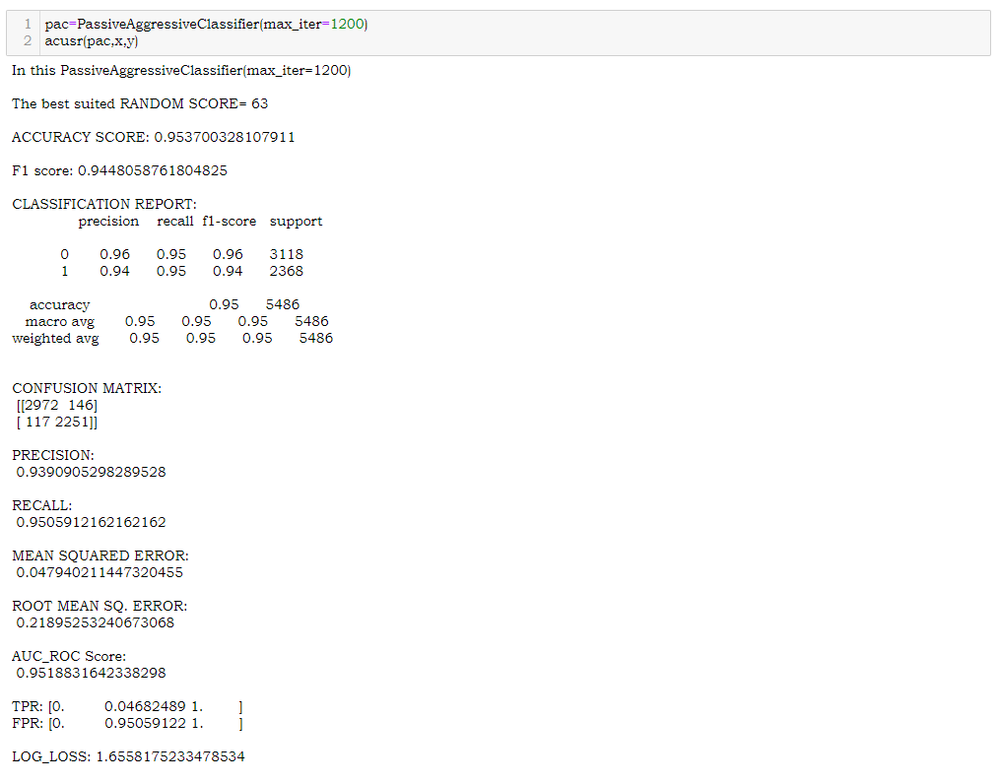 1 pac=PassiveAggressiveClassifier(max_iter=1200)
2 acusr(pac,x,y)
In this PassiveAggressiveClassifier(max_iter=1200)
The best suited RANDOM SCORE= 63
ACCURACY SCORE: 0.953700328107911
F1 score: 0.9448058761804825
CLASSIFICATION REPORT:
precision recall f1-score support
0 0.96 0.95 0.96 3118
1 0.94 0.95 0.94 2368
accuracy 0.95 5486
macro avg 0.95 0.95 0.95 5486
weighted avg 0.95 0.95 0.95 5486
CONFUSION MATRIX:
[[2972 146]
[ 117 2251]]
PRECISION:
0.9390905298289528
RECALL:
0.9505912162162162
MEAN SQUARED ERROR:
0.047940211447320455
ROOT MEAN SQ. ERROR:
0.21895253240673068
AUC_ROC Score:
0.9518831642338298
TPR: [0. 0.04682489 1. ]
FPR: [0. 0.95059122 1. ]
LOG_LOSS: 1.6558175233478534